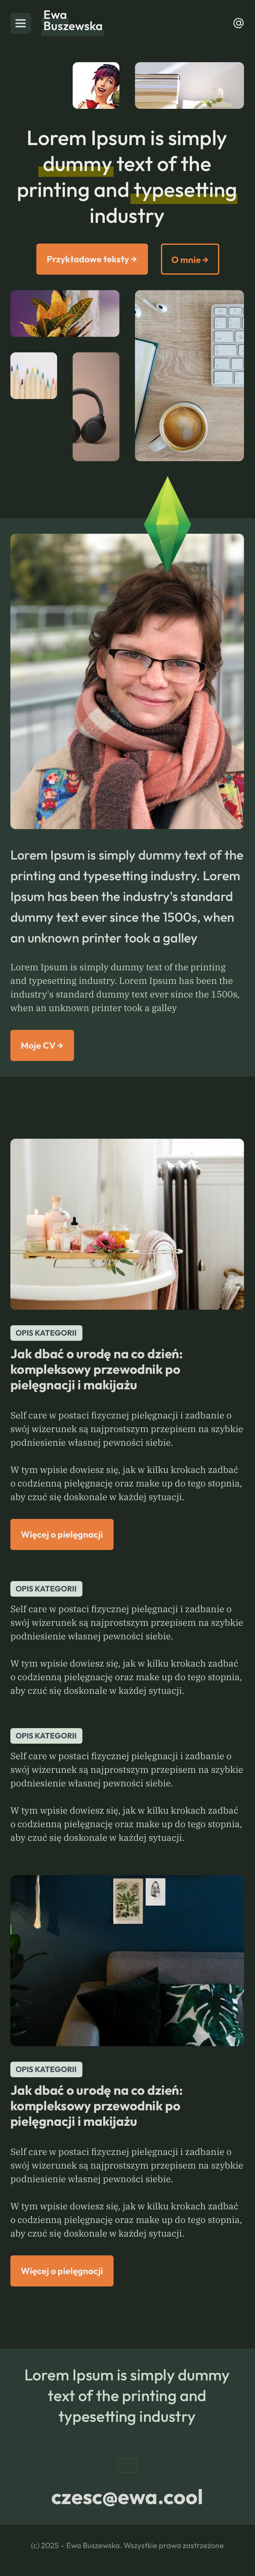 Ewa
Buszewska
Lorem Ipsum is simply
dummy text of the
printing and typesetting
industry
Przykładowe teksty →
O mnie →
Lorem Ipsum is simply dummy text of the
printing and typesetting industry. Lorem
Ipsum has been the industry's standard
dummy text ever since the 1500s, when
an unknown printer took a galley
Lorem Ipsum is simply dummy text of the printing
and typesetting industry. Lorem Ipsum has been the
industry's standard dummy text ever since the 1500s,
when an unknown printer took a galley
Moje CV →
OPIS KATEGORII
Jak dbać o urodę na co dzień:
kompleksowy przewodnik po
pielęgnacji i makijażu
Self care w postaci fizycznej pielęgnacji i zadbanie o
swój wizerunek są najprostszym przepisem na szybkie
podniesienie własnej pewności siebie.
W tym wpisie dowiesz się, jak w kilku krokach zadbać
o codzienną pielęgnację oraz make up do tego stopnia,
aby czuć się doskonale w każdej sytuacji.
Więcej o pielęgnacji
OPIS KATEGORII
Self care w postaci fizycznej pielęgnacji i zadbanie o
swój wizerunek są najprostszym przepisem na szybkie
podniesienie własnej pewności siebie.
W tym wpisie dowiesz się, jak w kilku krokach zadbać
o codzienną pielęgnację oraz make up do tego stopnia,
aby czuć się doskonale w każdej sytuacji.
OPIS KATEGORII
Self care w postaci fizycznej pielęgnacji i zadbanie o
swój wizerunek są najprostszym przepisem na szybkie
podniesienie własnej pewności siebie.
W tym wpisie dowiesz się, jak w kilku krokach zadbać
o codzienną pielęgnację oraz make up do tego stopnia,
aby czuć się doskonale w każdej sytuacji.
OPIS KATEGORII
Jak dbać o urodę na co dzień:
kompleksowy przewodnik po
pielęgnacji i makijażu
Self care w postaci fizycznej pielęgnacji i zadbanie o
swój wizerunek są najprostszym przepisem na szybkie
podniesienie własnej pewności siebie.
W tym wpisie dowiesz się, jak w kilku krokach zadbać
o codzienną pielęgnację oraz make up do tego stopnia,
aby czuć się doskonale w każdej sytuacji.
Więcej o pielęgnacji
Lorem Ipsum is simply dummy
text of the printing and
typesetting industry
czesc@ewa.cool
(c) 2025 – Ewa Buszewska. Wszystkie prawa zastrzeżone